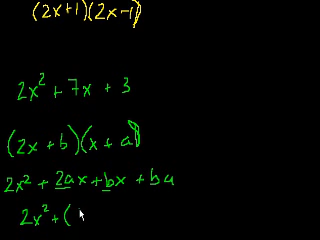 (2x+1)(2x-1)
2x² + 7x + 3
(2x + b)(x + a)
2x² + 2ax + bx + ba
2x² + (